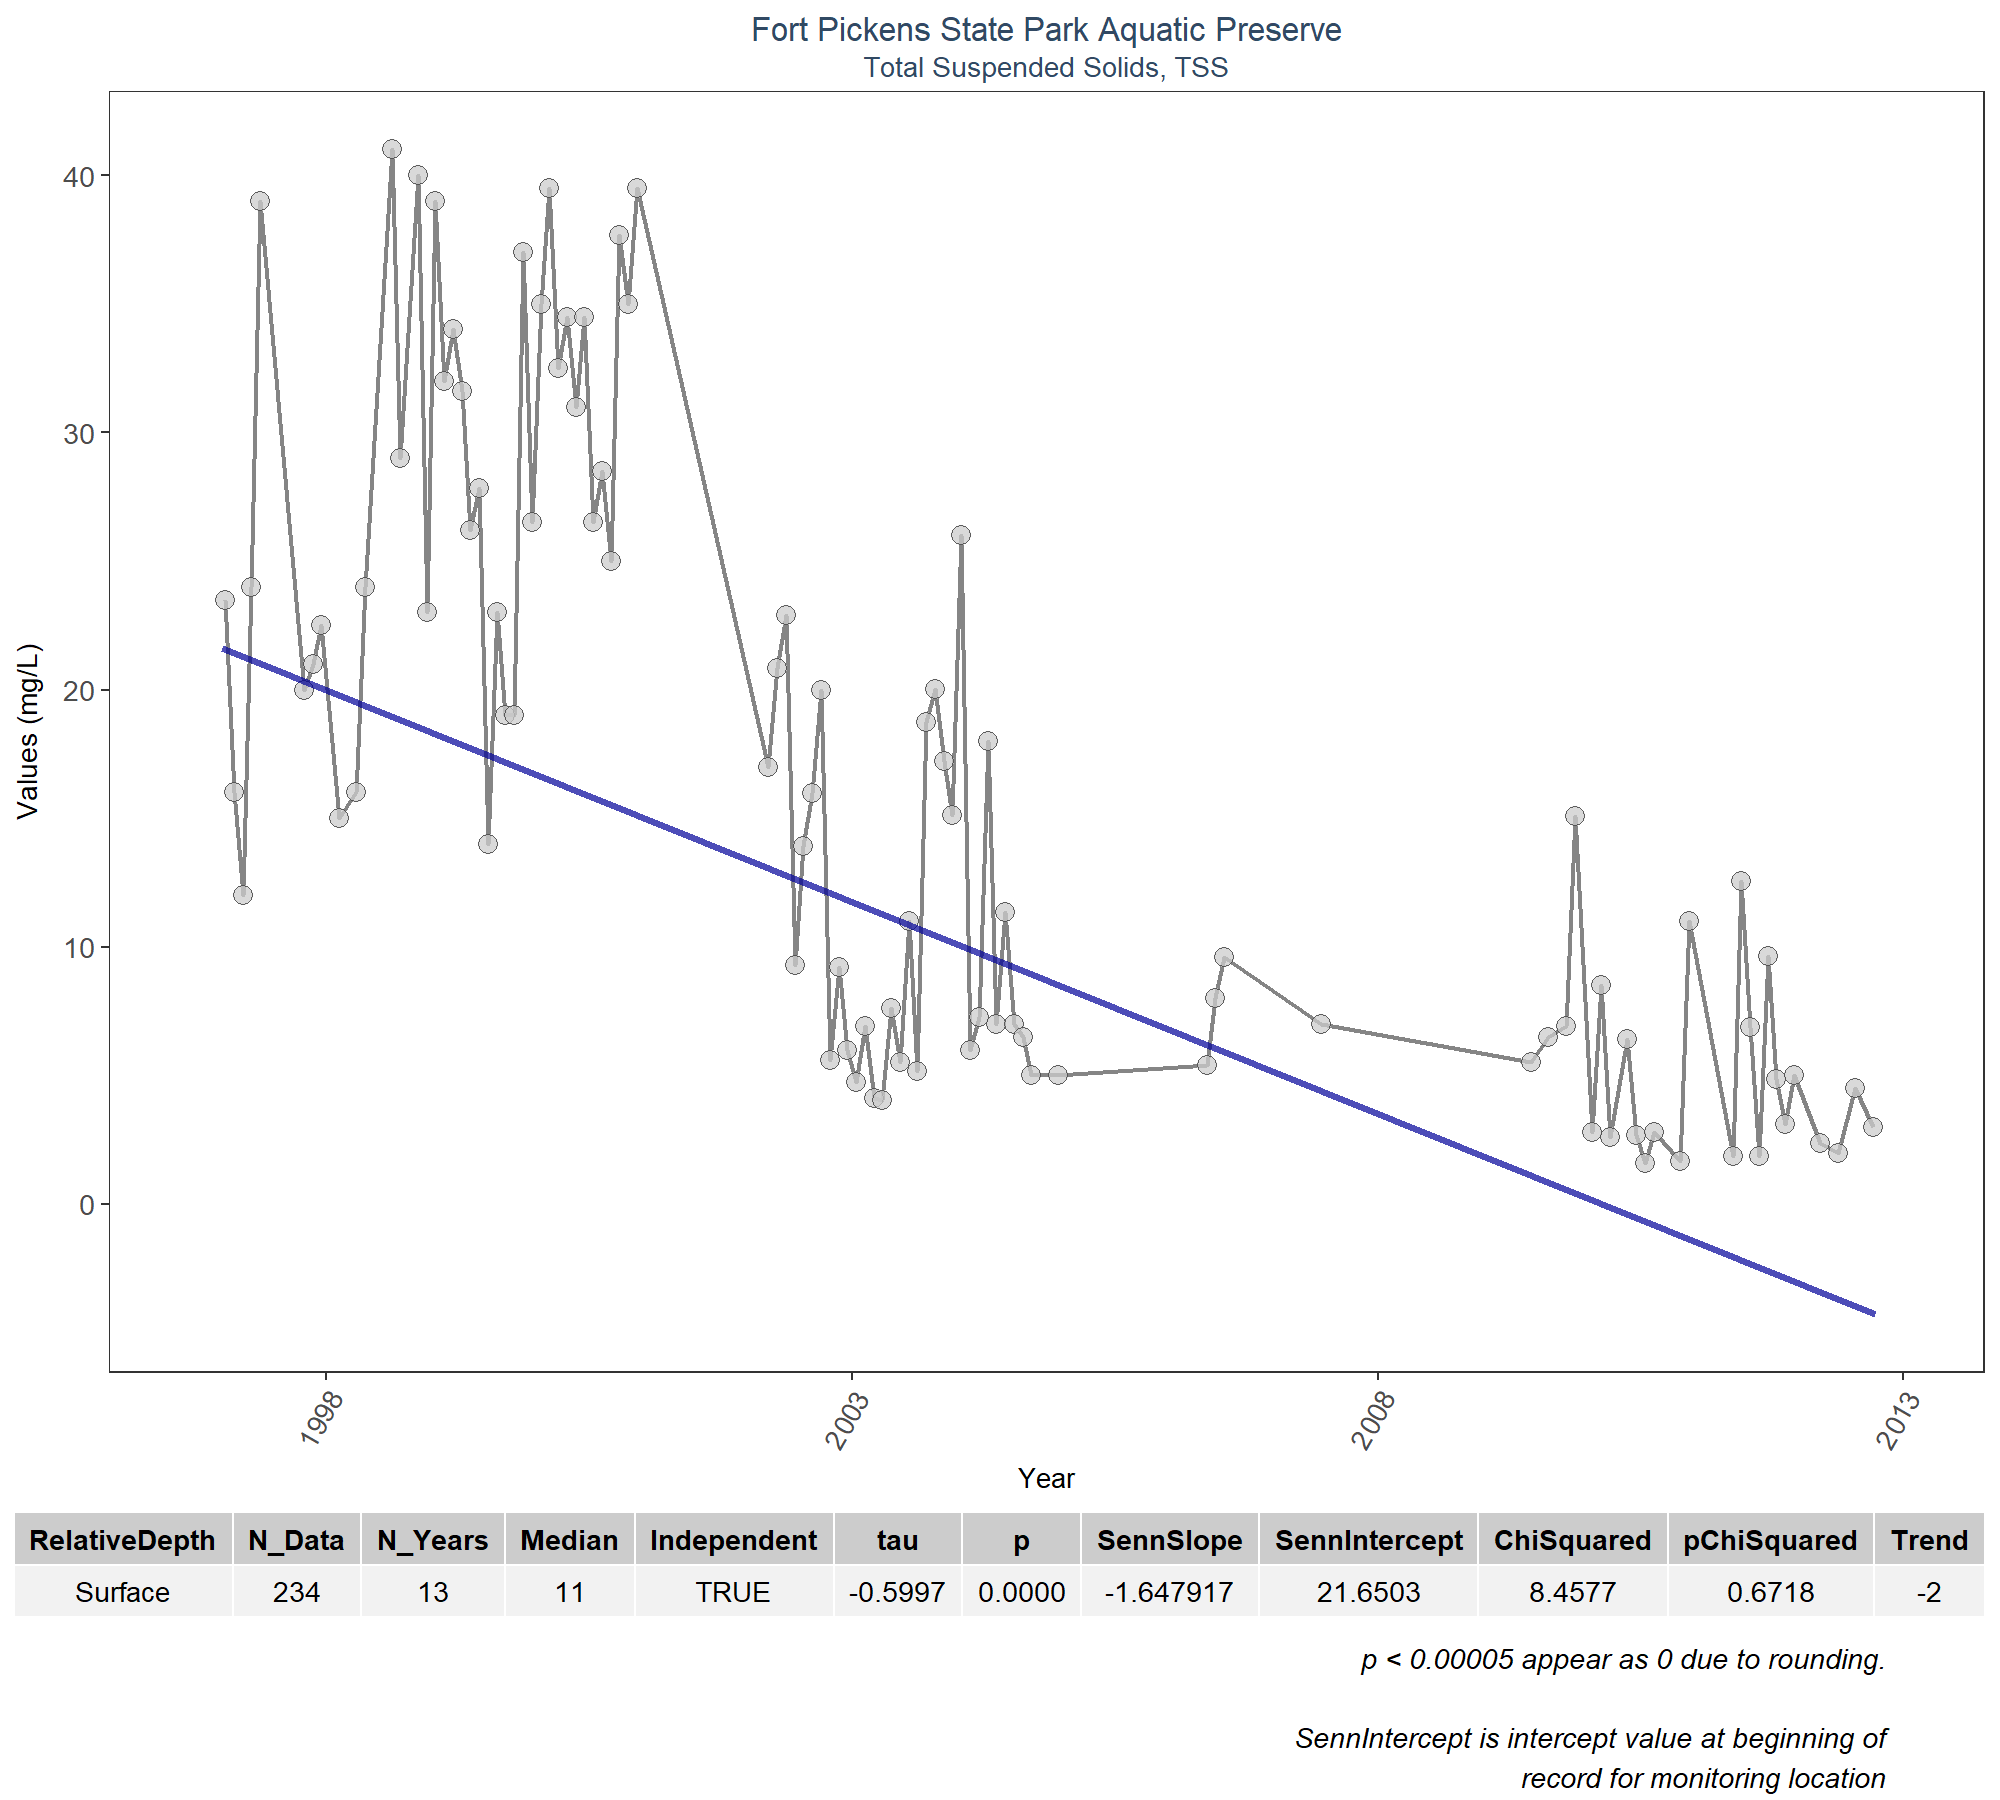 Fort Pickens State Park Aquatic Preserve
Total Suspended Solids, TSS
40
30
20
10
0
Values (mg/L)
1998
2003
2008
2013
Year
RelativeDepth N_Data N_Years Median Independent tau p SennSlope SennIntercept ChiSquared pChiSquared Trend
Surface 234 13 11 TRUE -0.5997 0.0000 -1.647917 21.6503 8.4577 0.6718 -2
p < 0.00005 appear as 0 due to rounding.
SennIntercept is intercept value at beginning of
record for monitoring location